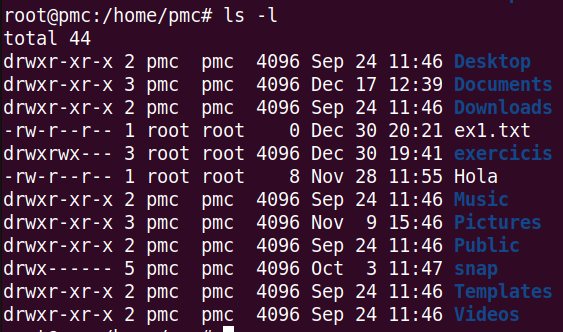 root@pmc:/home/pmc# ls -l
total 44
drwxr-xr-x 2 pmc  pmc  4096 Sep 24 11:46 Desktop
drwxr-xr-x 3 pmc  pmc  4096 Dec 17 12:39 Documents
drwxr-xr-x 2 pmc  pmc  4096 Sep 24 11:46 Downloads
-rw-r--r-- 1 root root    0 Dec 30 20:21 ex1.txt
drwxrwx--- 3 root root 4096 Dec 30 19:41 exercicis
-rw-r--r-- 1 root root    8 Nov 28 11:55 Hola
drwxr-xr-x 2 pmc  pmc  4096 Sep 24 11:46 Music
drwxr-xr-x 3 pmc  pmc  4096 Nov  9 15:46 Pictures
drwxr-xr-x 2 pmc  pmc  4096 Sep 24 11:46 Public
drwx------ 5 pmc  pmc  4096 Oct  3 11:47 snap
drwxr-xr-x 2 pmc  pmc  4096 Sep 24 11:46 Templates
drwxr-xr-x 2 pmc  pmc  4096 Sep 24 11:46 Videos